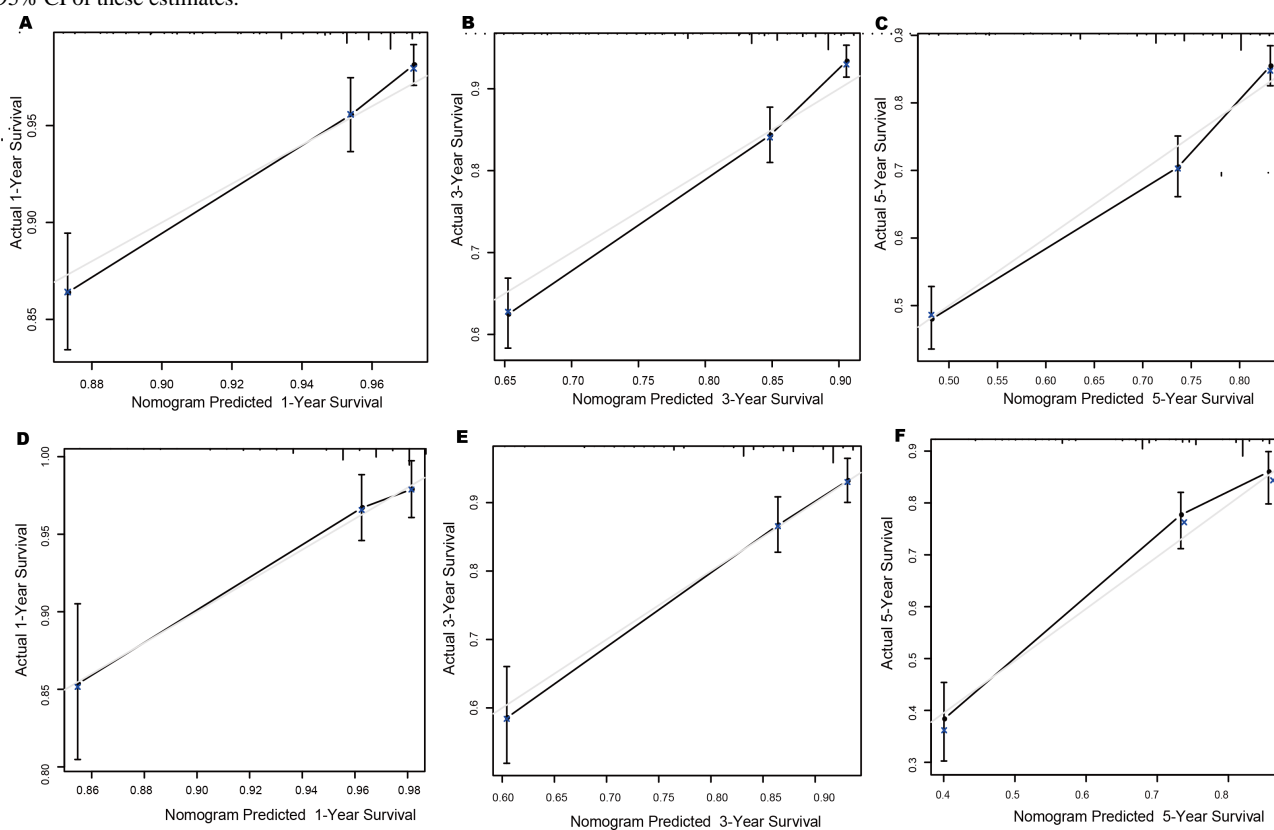 95% CI of these estimates.
A
Actual 1-Year Survival
0.95
0.90
0.85
0.88 0.90 0.92 0.94 0.96
Nomogram Predicted 1-Year Survival
B
Actual 3-Year Survival
0.9
0.8
0.7
0.6
0.65 0.70 0.75 0.80 0.85 0.90
Nomogram Predicted 3-Year Survival
C
Actual 5-Year Survival
0.9
0.8
0.7
0.6
0.5
0.50 0.55 0.60 0.65 0.70 0.75 0.80
Nomogram Predicted 5-Year Survival
D
Actual 1-Year Survival
1.00
0.95
0.90
0.85
0.80
0.86 0.88 0.90 0.92 0.94 0.96 0.98
Nomogram Predicted 1-Year Survival
E
Actual 3-Year Survival
0.9
0.8
0.7
0.6
0.60 0.65 0.70 0.75 0.80 0.85 0.90
Nomogram Predicted 3-Year Survival
F
Actual 5-Year Survival
0.9
0.8
0.7
0.6
0.5
0.4
0.3
0.4 0.5 0.6 0.7 0.8
Nomogram Predicted 5-Year Survival